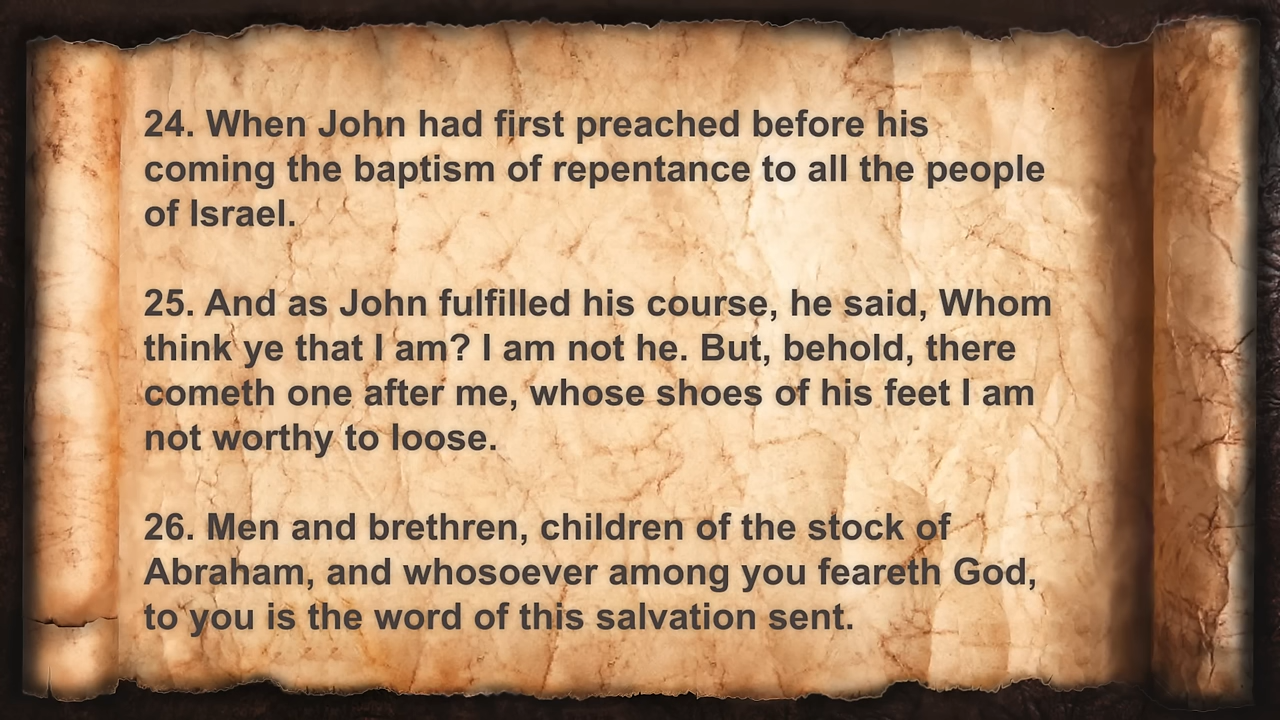 24. When John had first preached before his
coming the baptism of repentance to all the people
of Israel.
25. And as John fulfilled his course, he said, Whom
think ye that I am? I am not he. But, behold, there
cometh one after me, whose shoes of his feet I am
not worthy to loose.
26. Men and brethren, children of the stock of
Abraham, and whosoever among you feareth God,
to you is the word of this salvation sent.